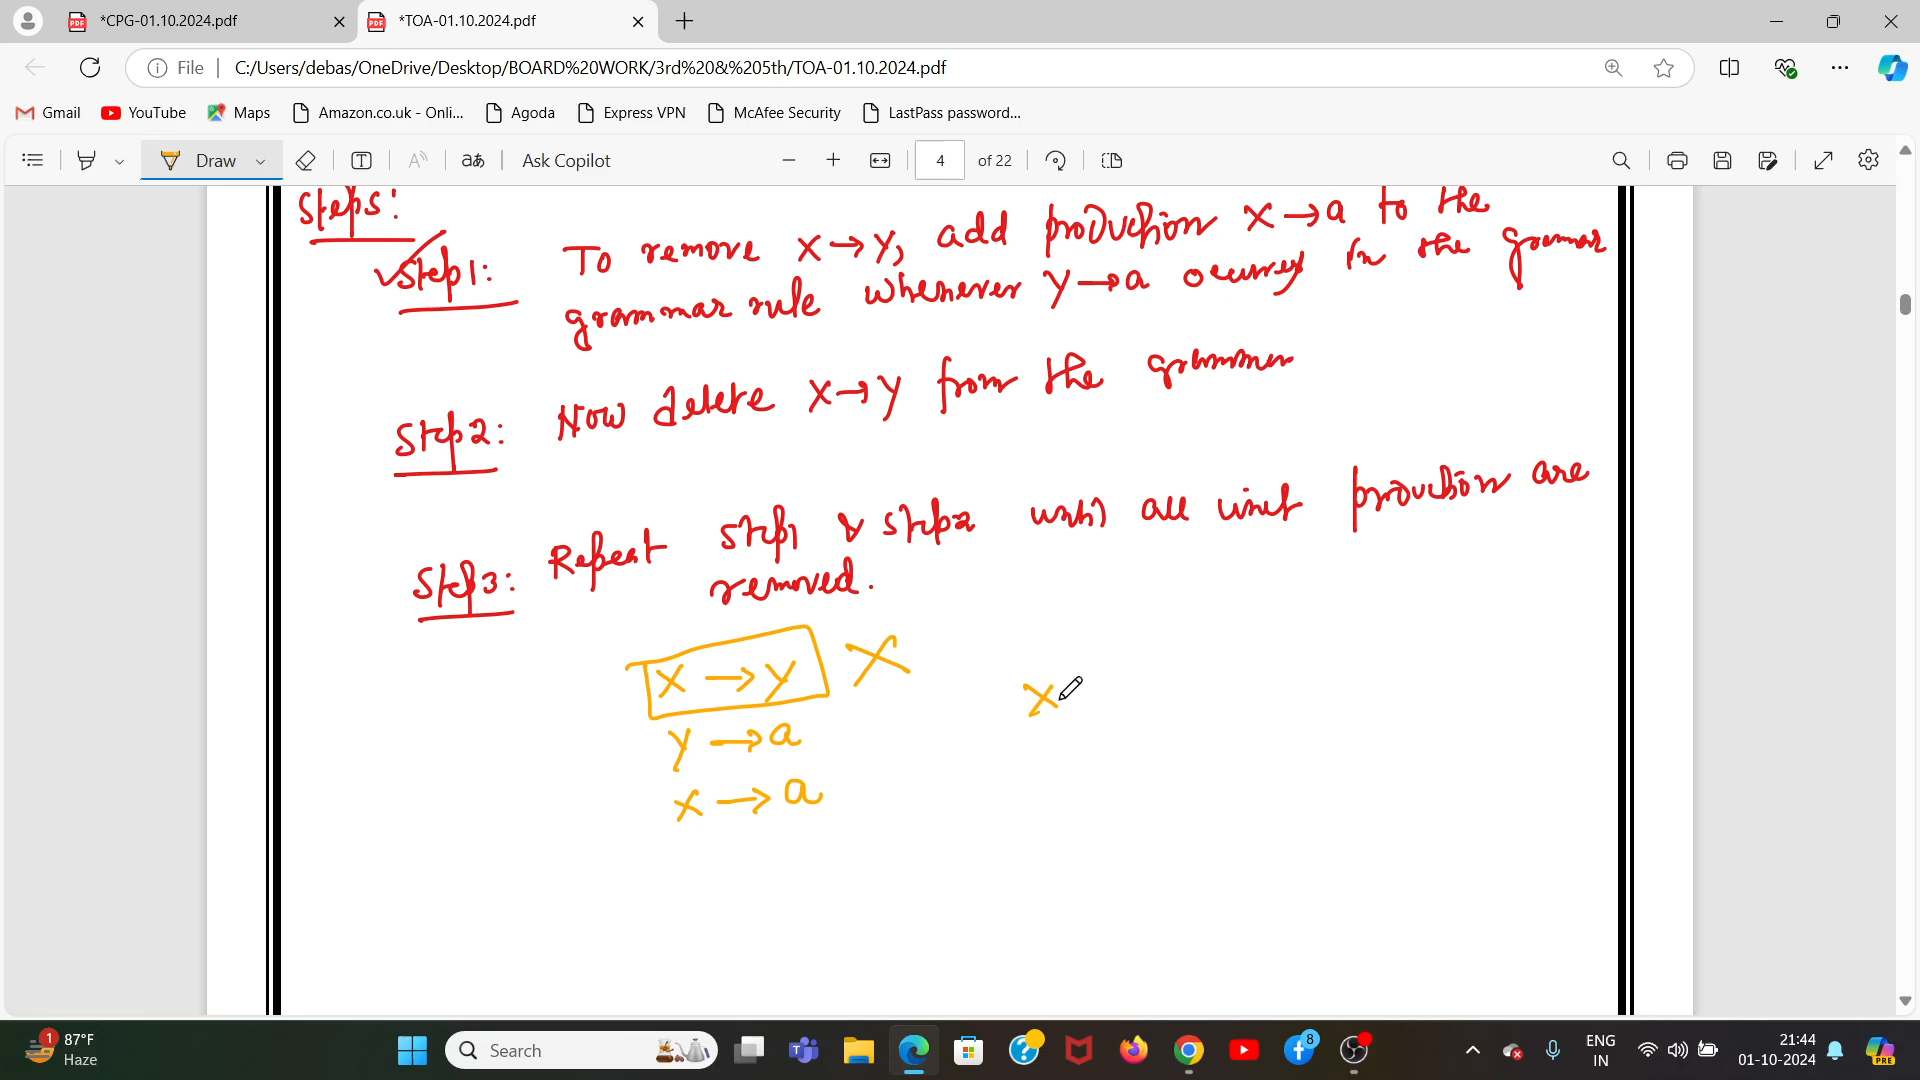 *CPG-01.10.2024.pdf
*TOA-01.10.2024.pdf
File
C:/Users/debas/OneDrive/Desktop/BOARD%20WORK/3rd%20&%205th/TOA-01.10.2024.pdf
Gmail
YouTube
Maps
Amazon.co.uk - Onli...
Agoda
Express VPN
McAfee Security
LastPass password...
Draw
Ask Copilot
4 of 22
Steps:
Step1: To remove X→Y, add production X→a to the
grammar rule whenever Y→a occurrs in the grammar
Step2: Now delete X→Y from the grammar
Step3: Repeat step1 & step2 until all unit production are
removed.
X → Y X
Y → a
X → a
X
1
87°F
Haze
Search
8
ENG
IN
21:44
01-10-2024
PRE